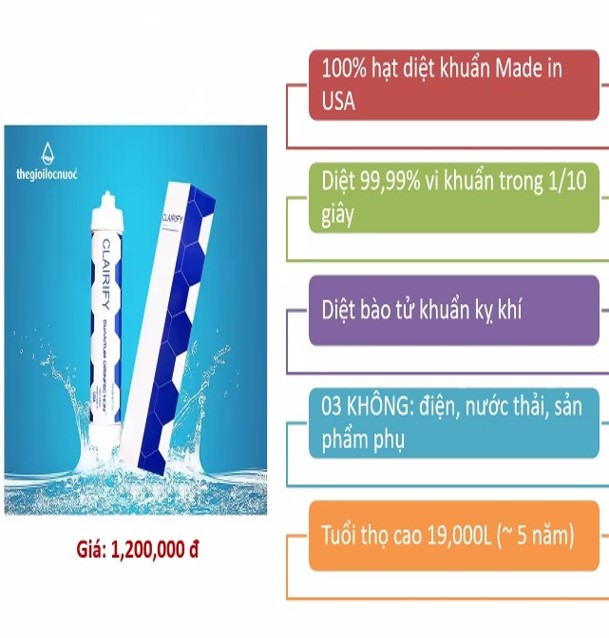 thegioilocnuoc
CLAIRIFY
CLAIRIFY
QUANTUM DISINFECTION
Giá: 1,200,000 đ
100% hạt diệt khuẩn Made in
USA
Diệt 99,99% vi khuẩn trong 1/10
giây
Diệt bào tử khuẩn kỵ khí
03 KHÔNG: điện, nước thải, sản
phẩm phụ
Tuổi thọ cao 19,000L (~ 5 năm)